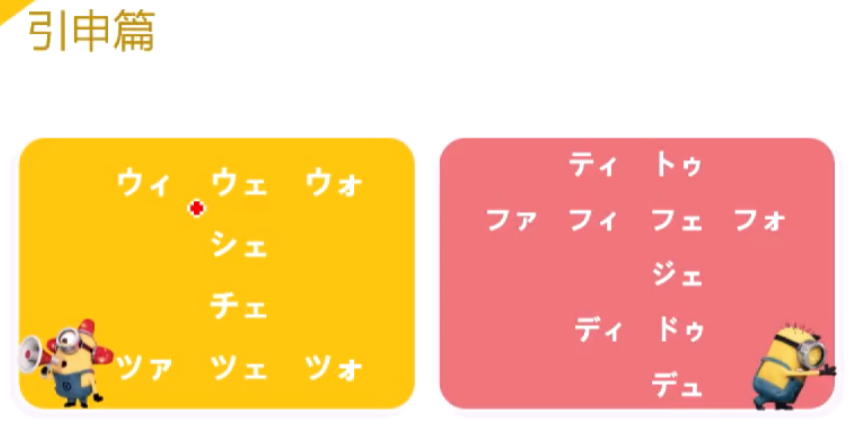 引申篇
ウィ ウェ ウォ
シェ
チェ
ツァ ツェ ツォ
ティ トゥ
ファ フィ フェ フォ
ジェ
ディ ドゥ
デュ